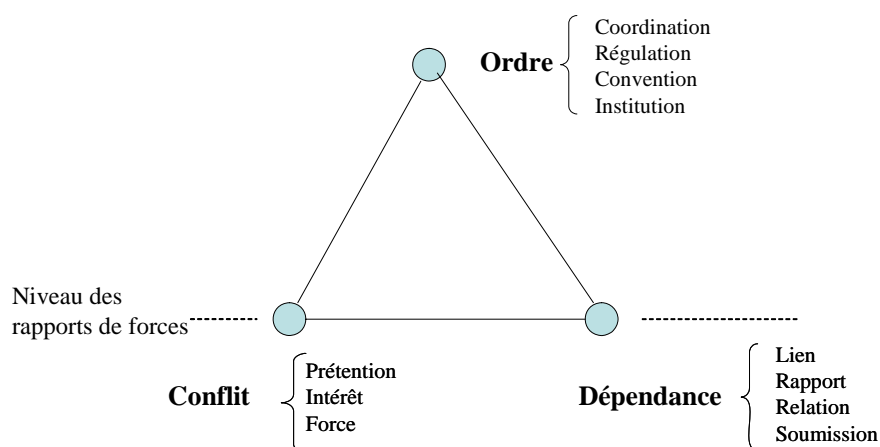 Ordre
Coordination
Régulation
Convention
Institution
Niveau des
rapports de forces
Conflit
Prétention
Intérêt
Force
Dépendance
Lien
Rapport
Relation
Soumission